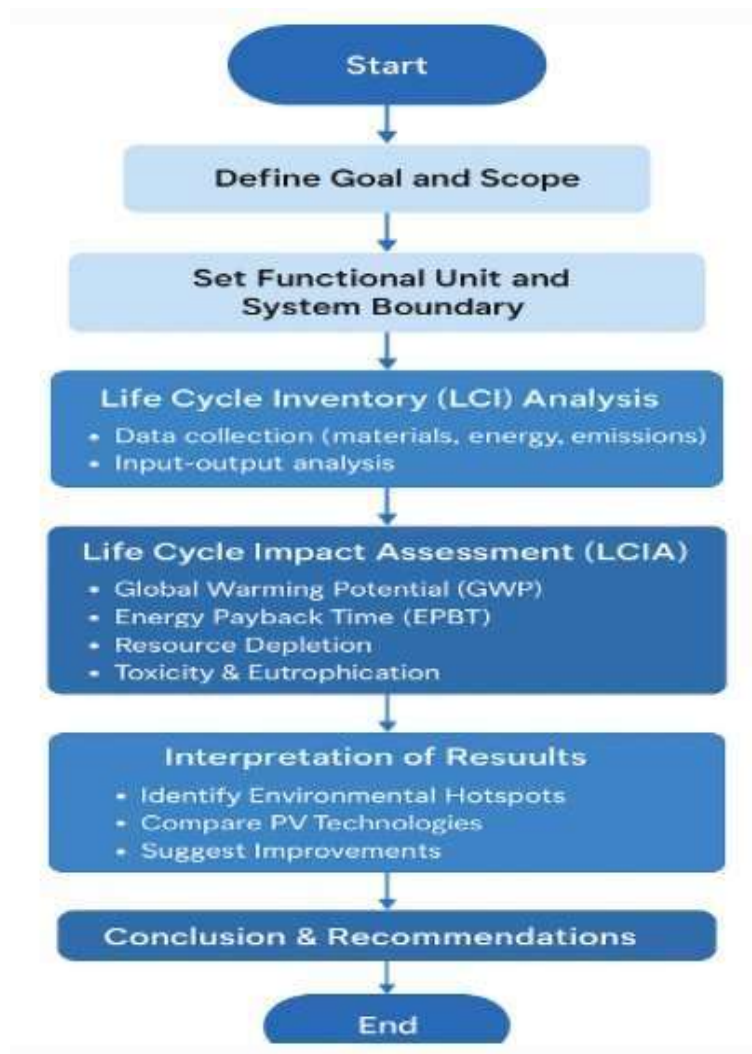 Start
Define Goal and Scope
Set Functional Unit and
System Boundary
Life Cycle Inventory (LCI) Analysis
• Data collection (materials, energy, emissions)
• Input-output analysis
Life Cycle Impact Assessment (LCIA)
• Global Warming Potential (GWP)
• Energy Payback Time (EPBT)
• Resource Depletion
• Toxicity & Eutrophication
Interpretation of Resuults
• Identify Environmental Hotspots
• Compare PV Technologies
• Suggest Improvements
Conclusion & Recommendations
End